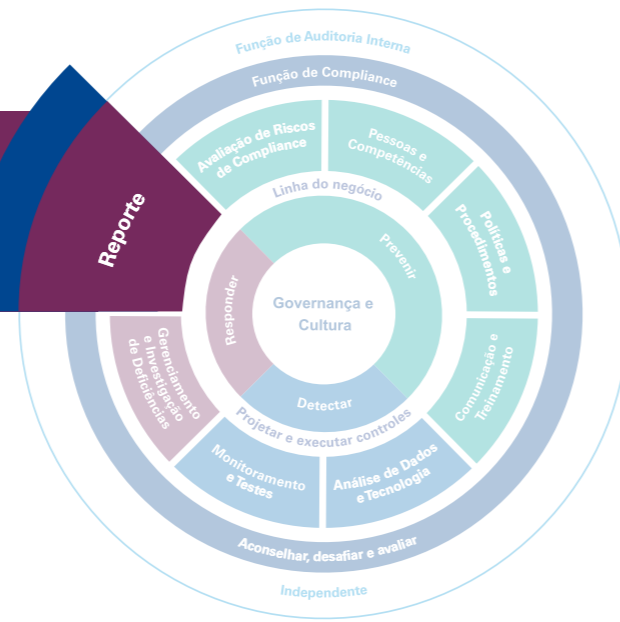 Função de Auditoria Interna
Função de Compliance
Avaliação de Riscos
de Compliance
Pessoas e
Competências
Políticas e
Procedimentos
Comunicação e
Treinamento
Análise de Dados
e Tecnologia
Monitoramento
e Testes
Gerenciamento
e Investigação
de Deficiências
Reporte
Linha do negócio
Prevenir
Responder
Governança e
Cultura
Detectar
Projetar e executar controles
Aconselhar, desafiar e avaliar
Independente